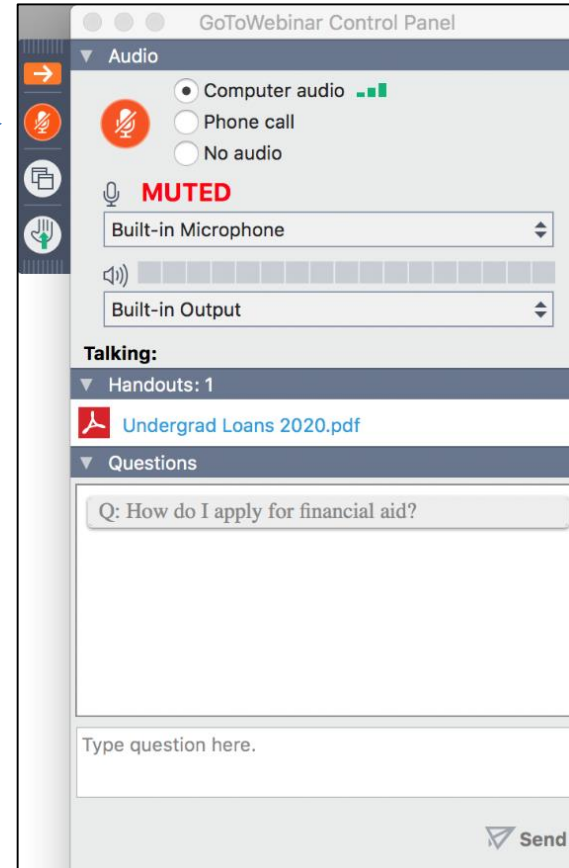 GoToWebinar Control Panel
Audio
Computer audio
Phone call
No audio
MUTED
Built-in Microphone
Built-in Output
Talking:
Handouts: 1
Undergrad Loans 2020.pdf
Questions
Q: How do I apply for financial aid?
Type question here.
Send